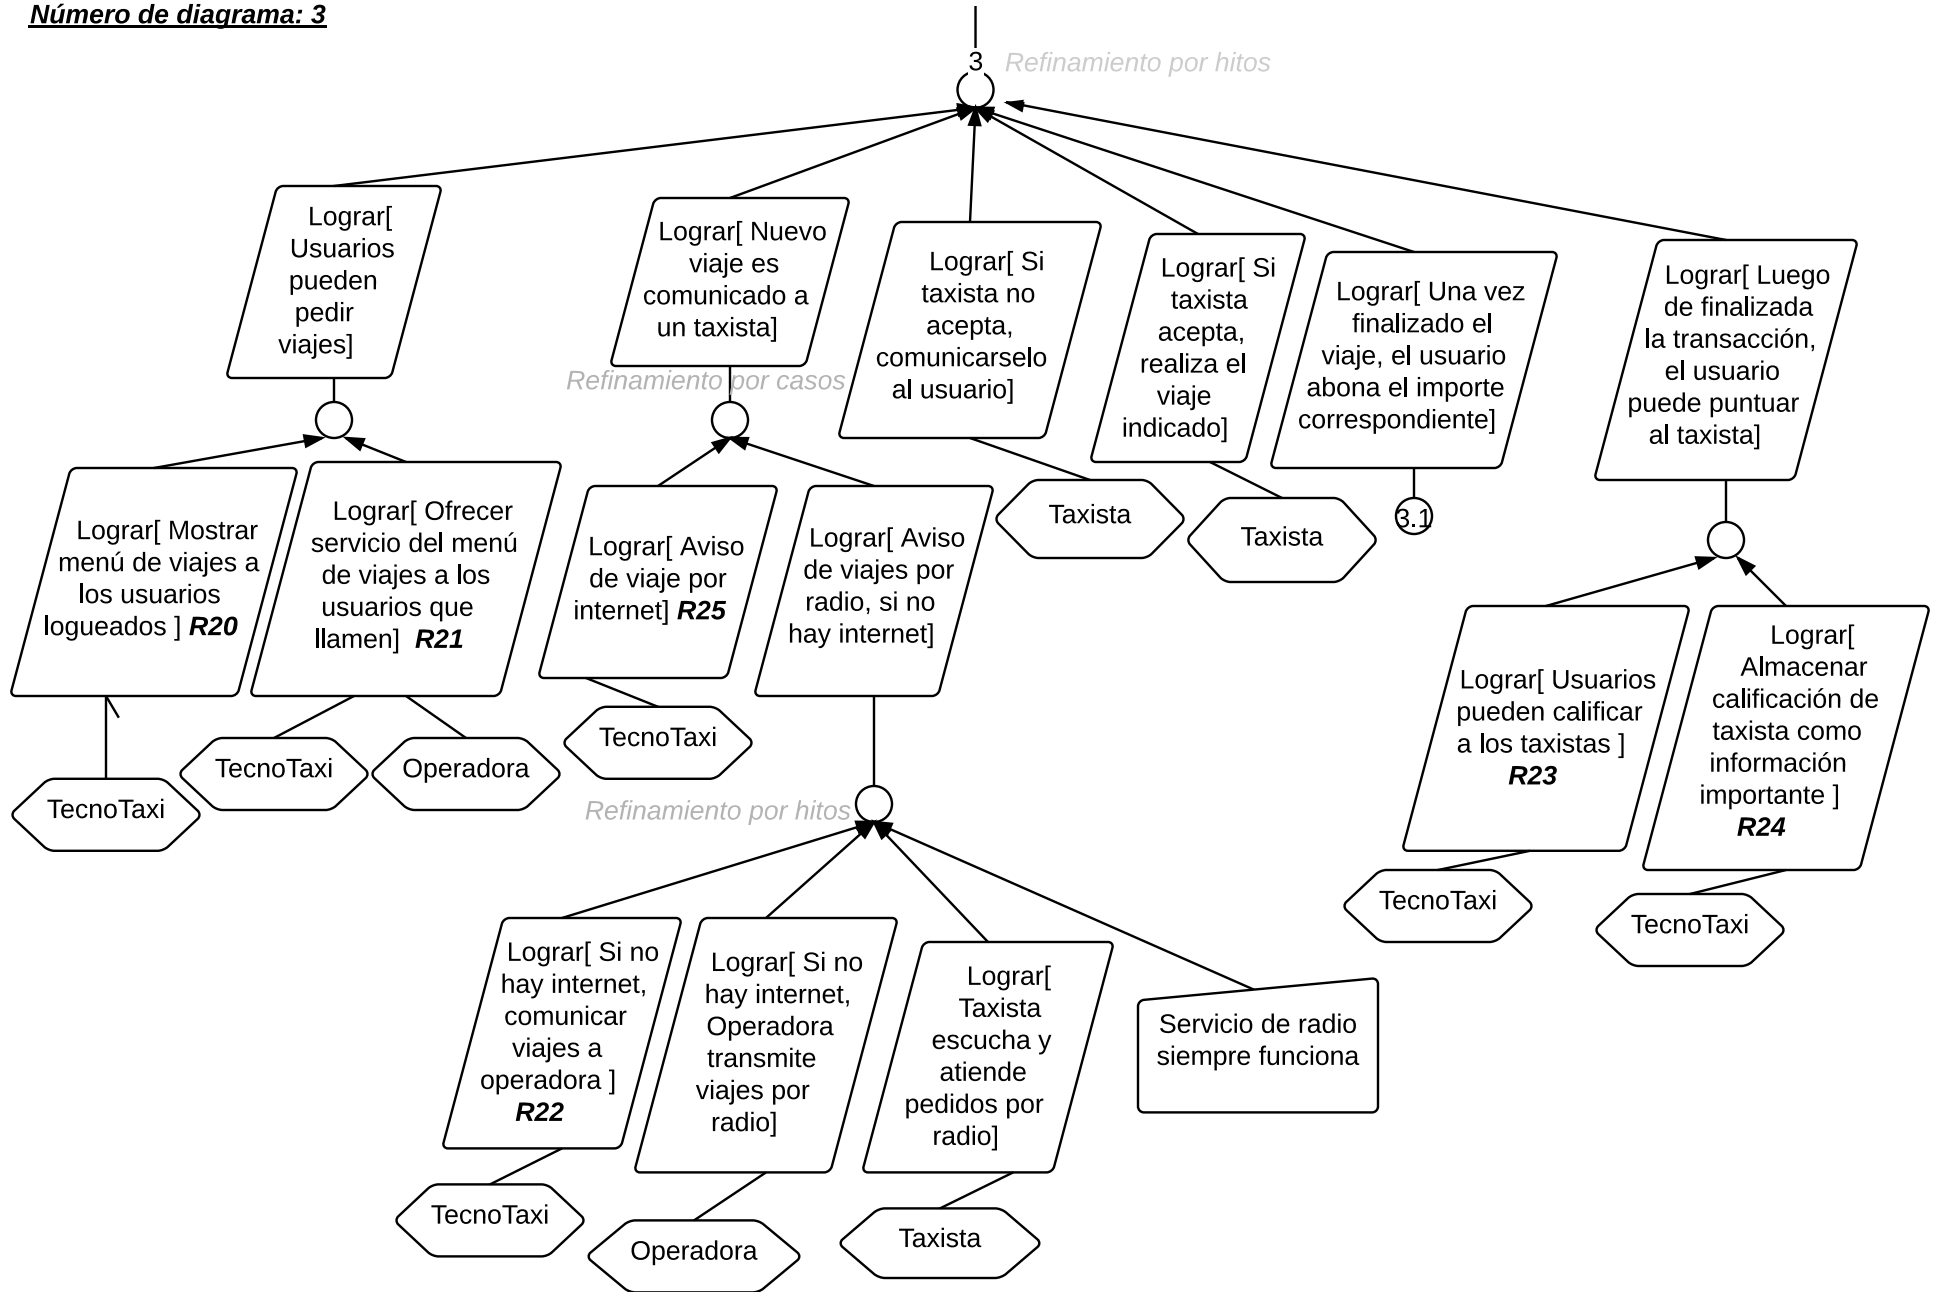 Número de diagrama: 3
3
Refinamiento por hitos
Lograr[
Usuarios
pueden
pedir
viajes]
Lograr[ Nuevo
viaje es
comunicado a
un taxista]
Lograr[ Si
taxista no
acepta,
comunicarselo
al usuario]
Lograr[ Si
taxista
acepta,
realiza el
viaje
indicado]
Lograr[ Una vez
finalizado el
viaje, el usuario
abona el importe
correspondiente]
Lograr[ Luego
de finalizada
la transacción,
el usuario
puede puntuar
al taxista]
Refinamiento por casos
Lograr[ Mostrar
menú de viajes a
los usuarios
logueados ] R20
Lograr[ Ofrecer
servicio del menú
de viajes a los
usuarios que
llamen] R21
Lograr[ Aviso
de viaje por
internet] R25
Lograr[ Aviso
de viajes por
radio, si no
hay internet]
Taxista
Taxista
3.1
Lograr[ Usuarios
pueden calificar
a los taxistas ]
R23
Lograr[
Almacenar
calificación de
taxista como
información
importante ]
R24
TecnoTaxi
TecnoTaxi
Operadora
TecnoTaxi
Refinamiento por hitos
TecnoTaxi
TecnoTaxi
Lograr[ Si no
hay internet,
comunicar
viajes a
operadora ]
R22
Lograr[ Si no
hay internet,
Operadora
transmite
viajes por
radio]
Lograr[
Taxista
escucha y
atiende
pedidos por
radio]
Servicio de radio
siempre funciona
TecnoTaxi
Operadora
Taxista